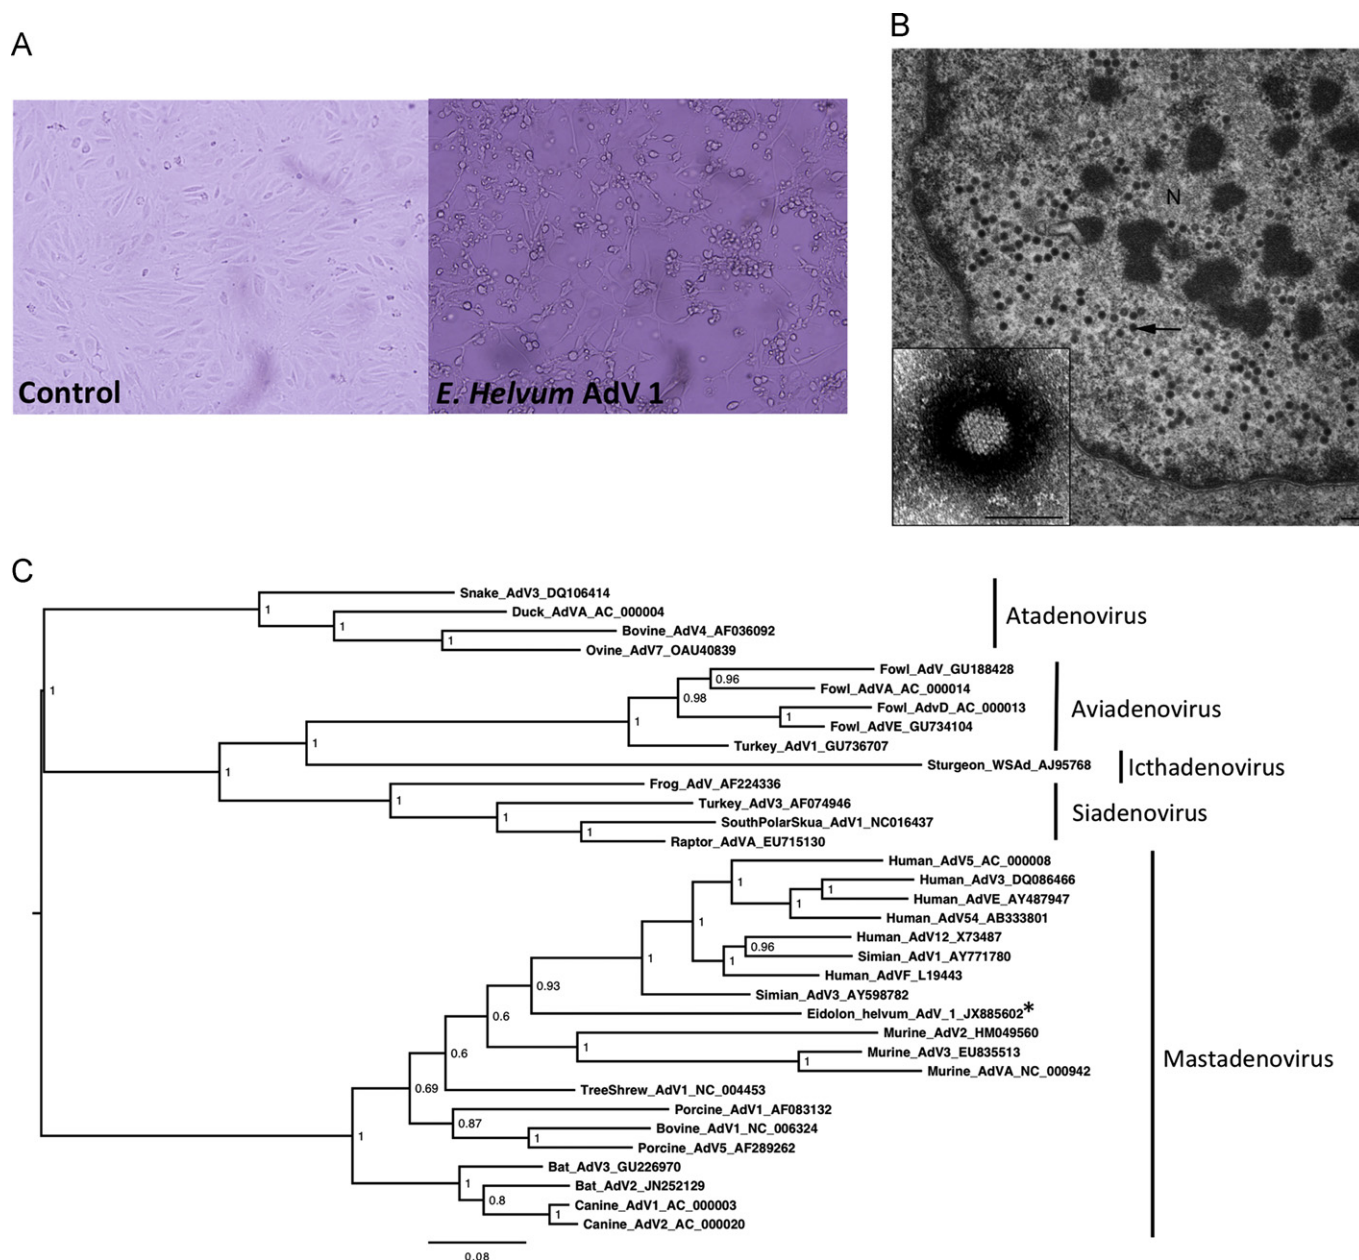 A
B
Control
E. Helvum AdV 1
N
C
Snake_AdV3_DQ106414
Duck_AdVA_AC_000004
Bovine_AdV4_AF036092
Ovine_AdV7_OAU40839
Atadenovirus
Fowl_AdV_GU188428
Fowl_AdVA_AC_000014
Fowl_AdvD_AC_000013
Fowl_AdVE_GU734104
Turkey_AdV1_GU736707
Aviadenovirus
Sturgeon_WSAd_AJ95768
Icthadenovirus
Frog_AdV_AF224336
Turkey_AdV3_AF074946
SouthPolarSkua_AdV1_NC016437
Raptor_AdVA_EU715130
Siadenovirus
Human_AdV5_AC_000008
Human_AdV3_DQ086466
Human_AdVE_AY487947
Human_AdV54_AB333801
Human_AdV12_X73487
Simian_AdV1_AY771780
Human_AdVF_L19443
Simian_AdV3_AY598782
Eidolon_helvum_AdV_1_JX885602*
Murine_AdV2_HM049560
Murine_AdV3_EU835513
Murine_AdVA_NC_000942
Mastadenovirus
TreeShrew_AdV1_NC_004453
Porcine_AdV1_AF083132
Bovine_AdV1_NC_006324
Porcine_AdV5_AF289262
Bat_AdV3_GU226970
Bat_AdV2_JN252129
Canine_AdV1_AC_000003
Canine_AdV2_AC_000020
1
1
1
1
0.96
0.98
1
1
1
1
1
1
1
1
1
1
1
0.96
1
1
0.93
0.6
1
1
0.6
0.69
0.87
1
1
1
0.8
1
0.08